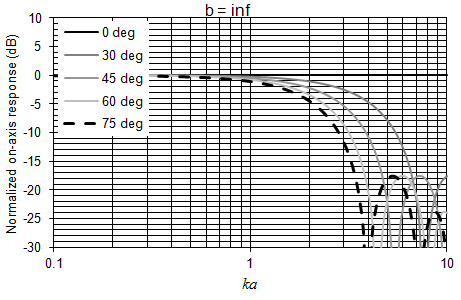 b = inf
Normalized on-axis response (dB)
10
5
0
-5
-10
-15
-20
-25
-30
0 deg
30 deg
45 deg
60 deg
75 deg
0.1
1
10
ka